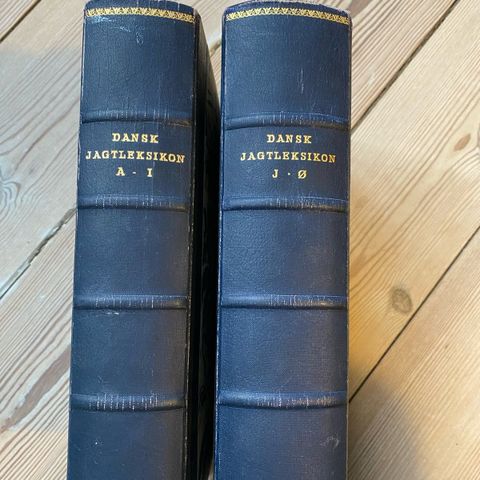 DANSK
JAGTLEKSIKON
A - I
DANSK
JAGTLEKSIKON
J - Ø